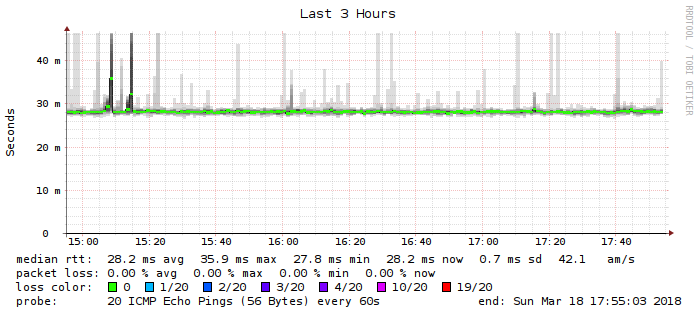 Last 3 Hours
RRDTOOL / TOBI OETIKER
Seconds
40 m
30 m
20 m
10 m
0
15:00 15:20 15:40 16:00 16:20 16:40 17:00 17:20 17:40
median rtt: 28.2 ms avg 35.9 ms max 27.8 ms min 28.2 ms now 0.7 ms sd 42.1 am/s
packet loss: 0.00 % avg 0.00 % max 0.00 % min 0.00 % now
loss color: 0 1/20 2/20 3/20 4/20 10/20 19/20
probe: 20 ICMP Echo Pings (56 Bytes) every 60s end: Sun Mar 18 17:55:03 2018